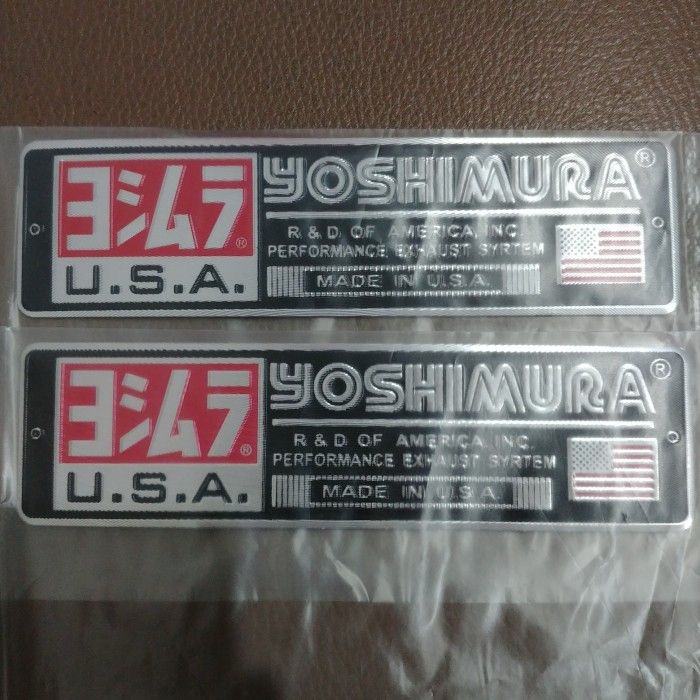 ヨシムラ®
U.S.A.
YOSHIMURA®
R & D OF AMERICA, INC.
PERFORMANCE EXHAUST SYRTEM
MADE IN U.S.A.
ヨシムラ®
U.S.A.
YOSHIMURA®
R & D OF AMERICA, INC.
PERFORMANCE EXHAUST SYRTEM
MADE IN U.S.A.